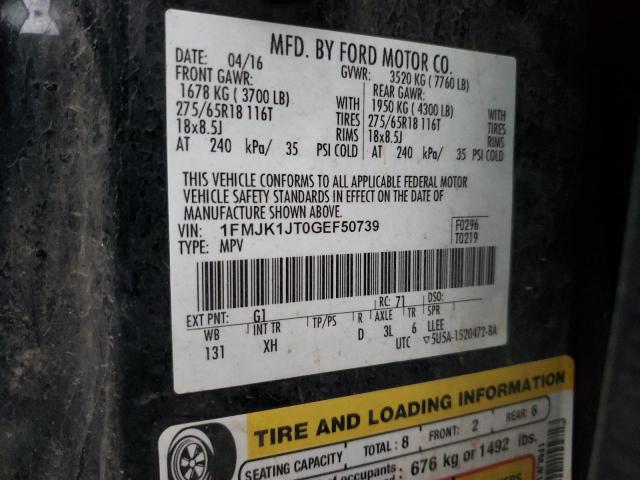 MFD. BY FORD MOTOR CO.
DATE: 04/16 GVWR: 3520 KG ( 7760 LB)
FRONT GAWR: REAR GAWR:
1678 KG ( 3700 LB) WITH 1950 KG ( 4300 LB) WITH
275/65R18 116T TIRES 275/65R18 116T TIRES
18x8.5J RIMS 18x8.5J RIMS
AT 240 kPa/ 35 PSI COLD AT 240 kPa/ 35 PSI COLD
THIS VEHICLE CONFORMS TO ALL APPLICABLE FEDERAL MOTOR
VEHICLE SAFETY STANDARDS IN EFFECT ON THE DATE OF
MANUFACTURE SHOWN ABOVE.
VIN: 1FMJK1JT0GEF50739 F0296
TYPE: MPV T0219
EXT PNT: G1 RC: 71 DSO:
WB INT TR TP/PS R AXLE TR SPR
131 XH D 3L 6 LLEE
UTC ▽5U5A-1520472-BA
TIRE AND LOADING INFORMATION
SEATING CAPACITY TOTAL: 8 FRONT: 2 REAR: 6
occupants 676 kg or 1492 lbs.